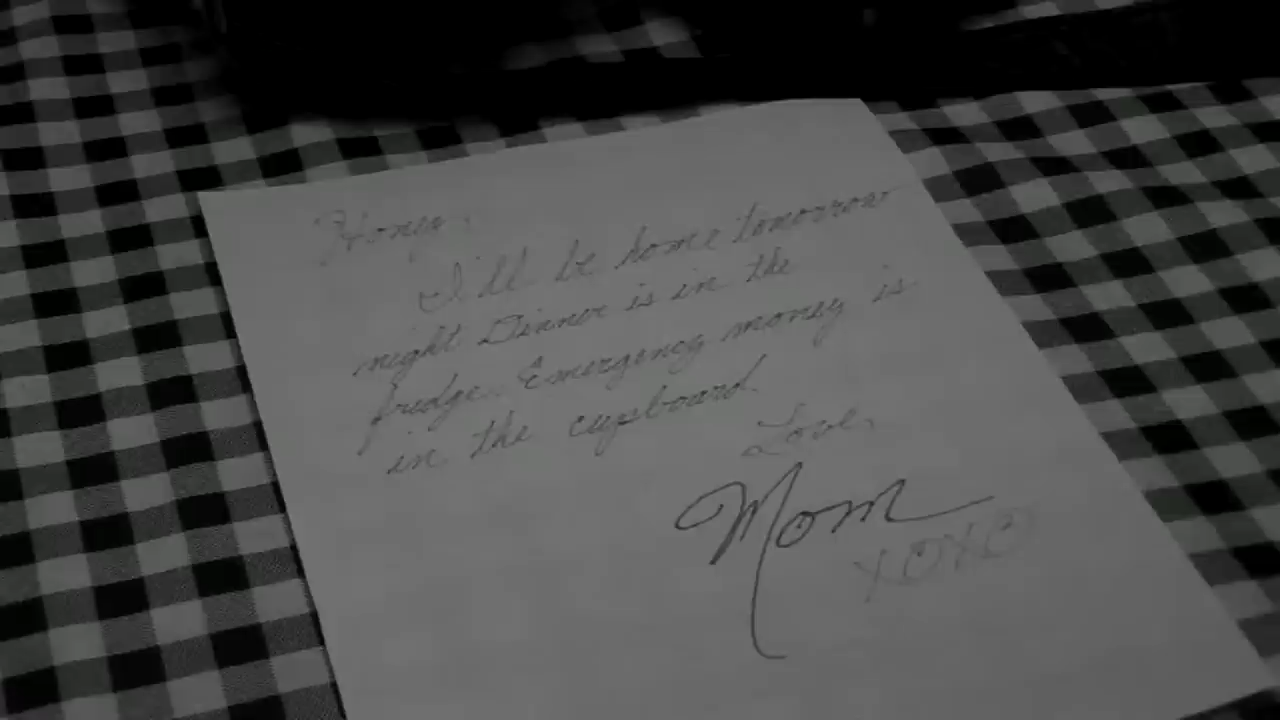 Honey,
I'll be home tomorrow
night Dinner is in the
fridge. Emergency money is
in the cupboard.
Love,
Mom
XOXO